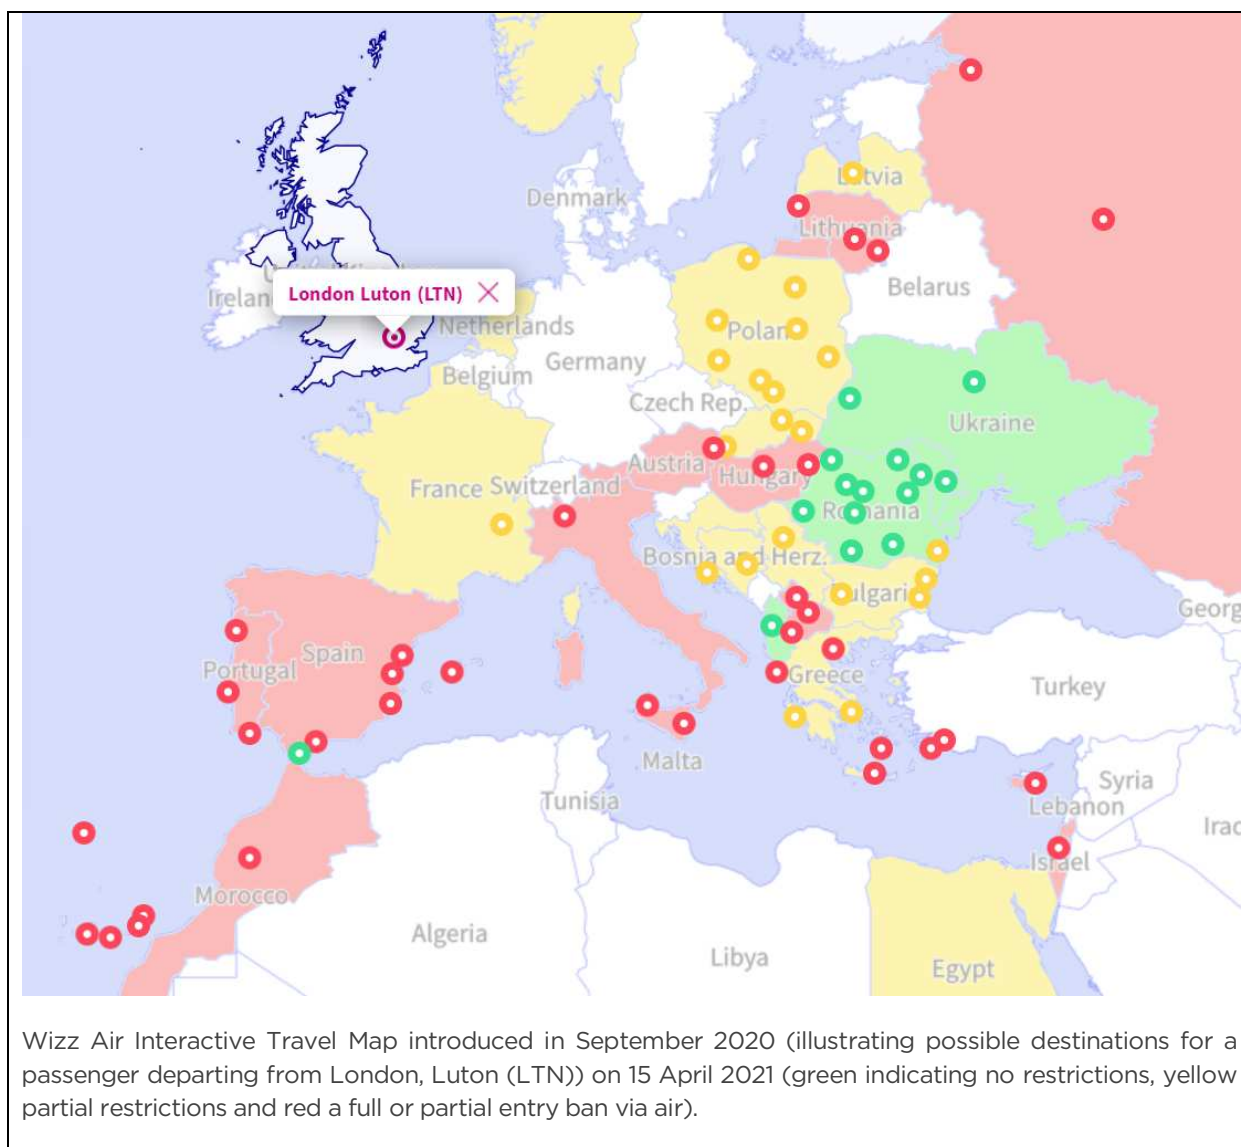 Denmark
Latvia
Lithuania
Belarus
London Luton (LTN)
Netherlands
Poland
Germany
Belgium
Czech Rep.
Ukraine
Austria
Hungary
France
Switzerland
Romania
Bosnia and Herz.
Bulgari
Georg
Spain
Portugal
Greece
Turkey
Malta
Tunisia
Syria
Lebanon
Iraq
Israel
Morocco
Algeria
Libya
Egypt
Wizz Air Interactive Travel Map introduced in September 2020 (illustrating possible destinations for a
passenger departing from London, Luton (LTN)) on 15 April 2021 (green indicating no restrictions, yellow
partial restrictions and red a full or partial entry ban via air).